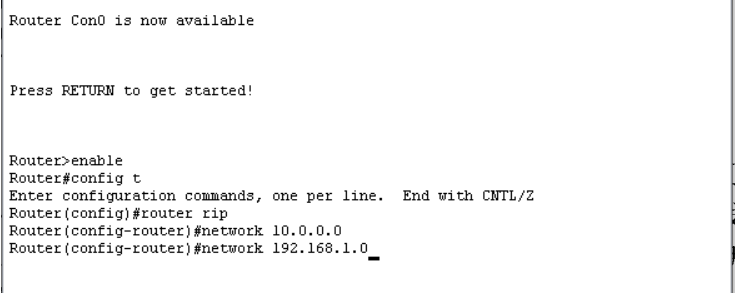 Router Con0 is now available
Press RETURN to get started!
Router>enable
Router#config t
Enter configuration commands, one per line.  End with CNTL/Z
Router(config)#router rip
Router(config-router)#network 10.0.0.0
Router(config-router)#network 192.168.1.0